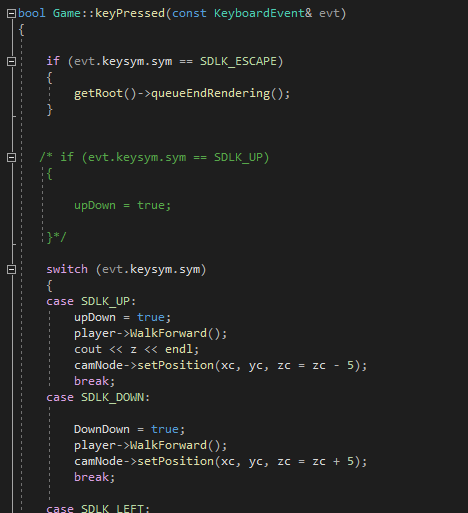 bool Game::keyPressed(const KeyboardEvent& evt)
{
if (evt.keysym.sym == SDLK_ESCAPE)
{
getRoot()->queueEndRendering();
}
/* if (evt.keysym.sym == SDLK_UP)
{
upDown = true;
}*/
switch (evt.keysym.sym)
{
case SDLK_UP:
upDown = true;
player->WalkForward();
cout << z << endl;
camNode->setPosition(xc, yc, zc = zc - 5);
break;
case SDLK_DOWN:
DownDown = true;
player->WalkForward();
camNode->setPosition(xc, yc, zc = zc + 5);
break;
case SDLK_LEFT: